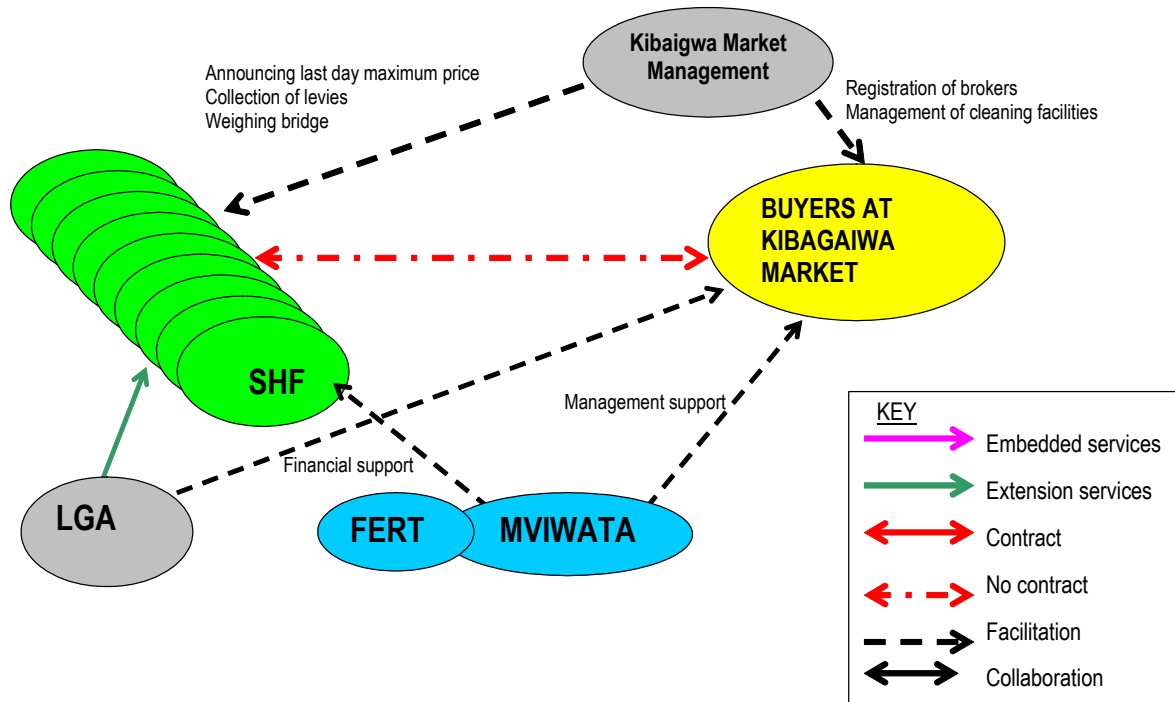 Kibaigwa Market
Management
Announcing last day maximum price
Collection of levies
Weighing bridge
Registration of brokers
Management of cleaning facilities
BUYERS AT
KIBAGAIWA
MARKET
SHF
Management support
Financial support
LGA
FERT
MVIWATA
KEY
Embedded services
Extension services
Contract
No contract
Facilitation
Collaboration